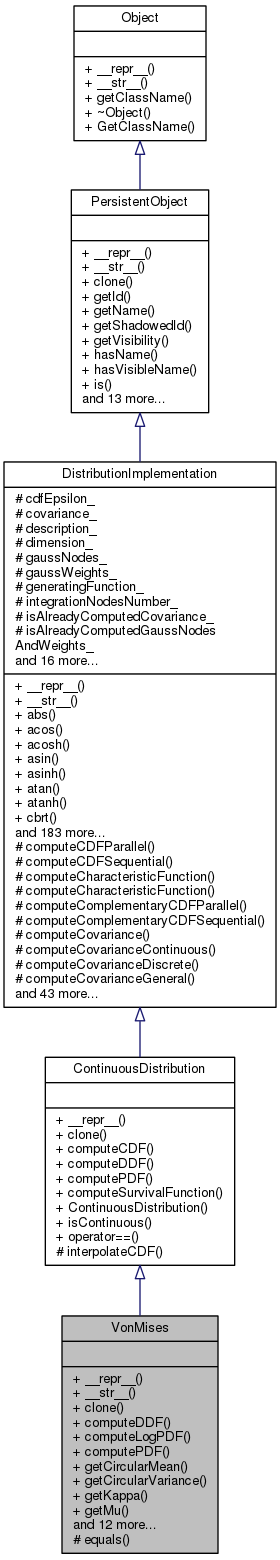 Object
+ __repr__()
+ __str__()
+ getClassName()
+ ~Object()
+ GetClassName()
PersistentObject
+ __repr__()
+ __str__()
+ clone()
+ getId()
+ getName()
+ getShadowedId()
+ getVisibility()
+ hasName()
+ hasVisibleName()
+ is()
and 13 more...
DistributionImplementation
# cdfEpsilon_
# covariance_
# description_
# dimension_
# gaussNodes_
# gaussWeights_
# generatingFunction_
# integrationNodesNumber_
# isAlreadyComputedCovariance_
# isAlreadyComputedGaussNodes
AndWeights_
and 16 more...
+ __repr__()
+ __str__()
+ abs()
+ acos()
+ acosh()
+ asin()
+ asinh()
+ atan()
+ atanh()
+ cbrt()
and 183 more...
# computeCDFParallel()
# computeCDFSequential()
# computeCharacteristicFunction()
# computeCharacteristicFunction()
# computeComplementaryCDFParallel()
# computeComplementaryCDFSequential()
# computeCovariance()
# computeCovarianceContinuous()
# computeCovarianceDiscrete()
# computeCovarianceGeneral()
and 43 more...
ContinuousDistribution
+ __repr__()
+ clone()
+ computeCDF()
+ computeDDF()
+ computePDF()
+ computeSurvivalFunction()
+ ContinuousDistribution()
+ isContinuous()
+ operator==()
# interpolateCDF()
VonMises
+ __repr__()
+ __str__()
+ clone()
+ computeDDF()
+ computeLogPDF()
+ computePDF()
+ getCircularMean()
+ getCircularVariance()
+ getKappa()
+ getMu()
and 12 more...
# equals()